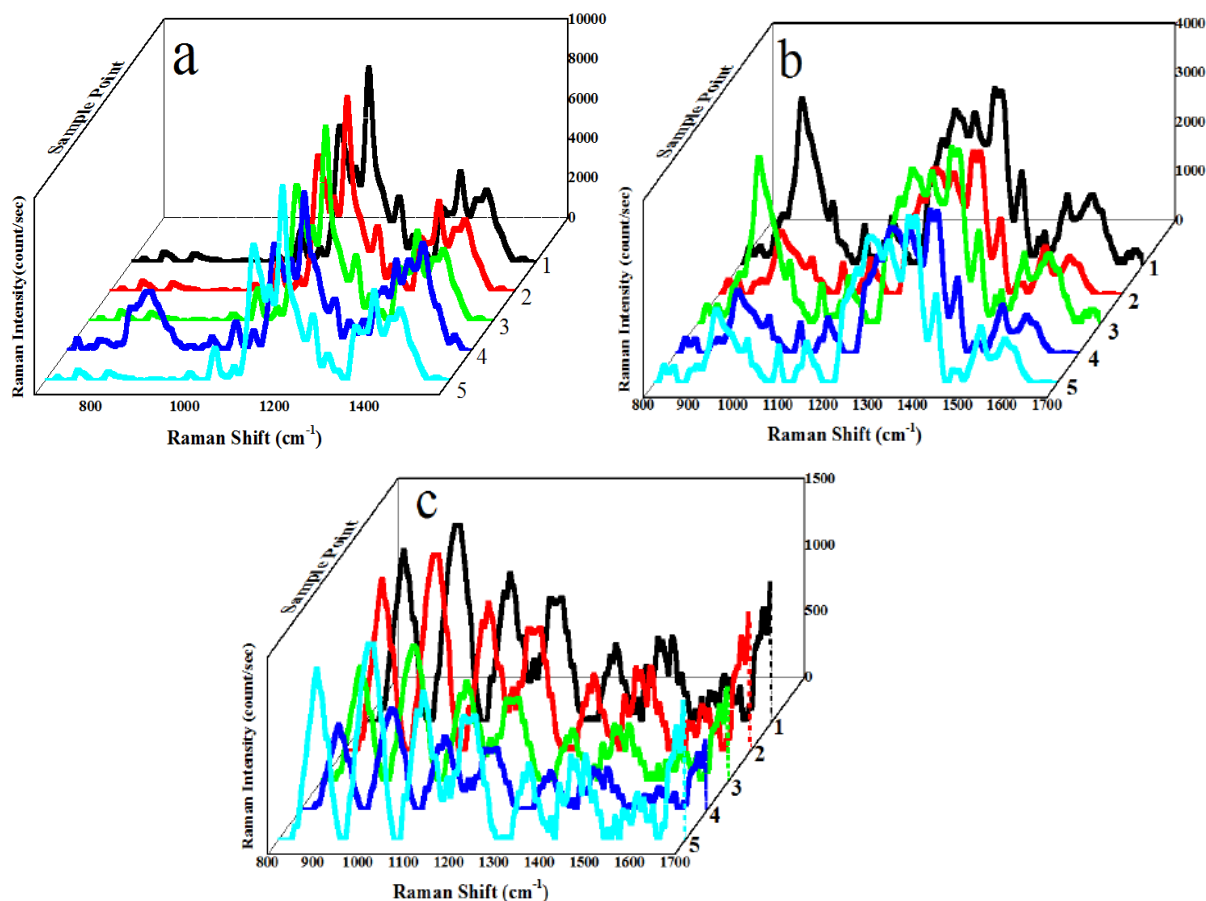 a
Sample Point
Raman Intensity (count/sec)
10000
8000
6000
4000
2000
0
1
2
3
4
5
800 1000 1200 1400
Raman Shift (cm-1)
b
Sample Point
Raman Intensity (count/sec)
4000
3000
2000
1000
0
1
2
3
4
5
800 900 1000 1100 1200 1300 1400 1500 1600 1700
Raman Shift (cm-1)
c
Sample Point
Raman Intensity (count/sec)
1500
1000
500
0
1
2
3
4
5
800 900 1000 1100 1200 1300 1400 1500 1600 1700
Raman Shift (cm-1)